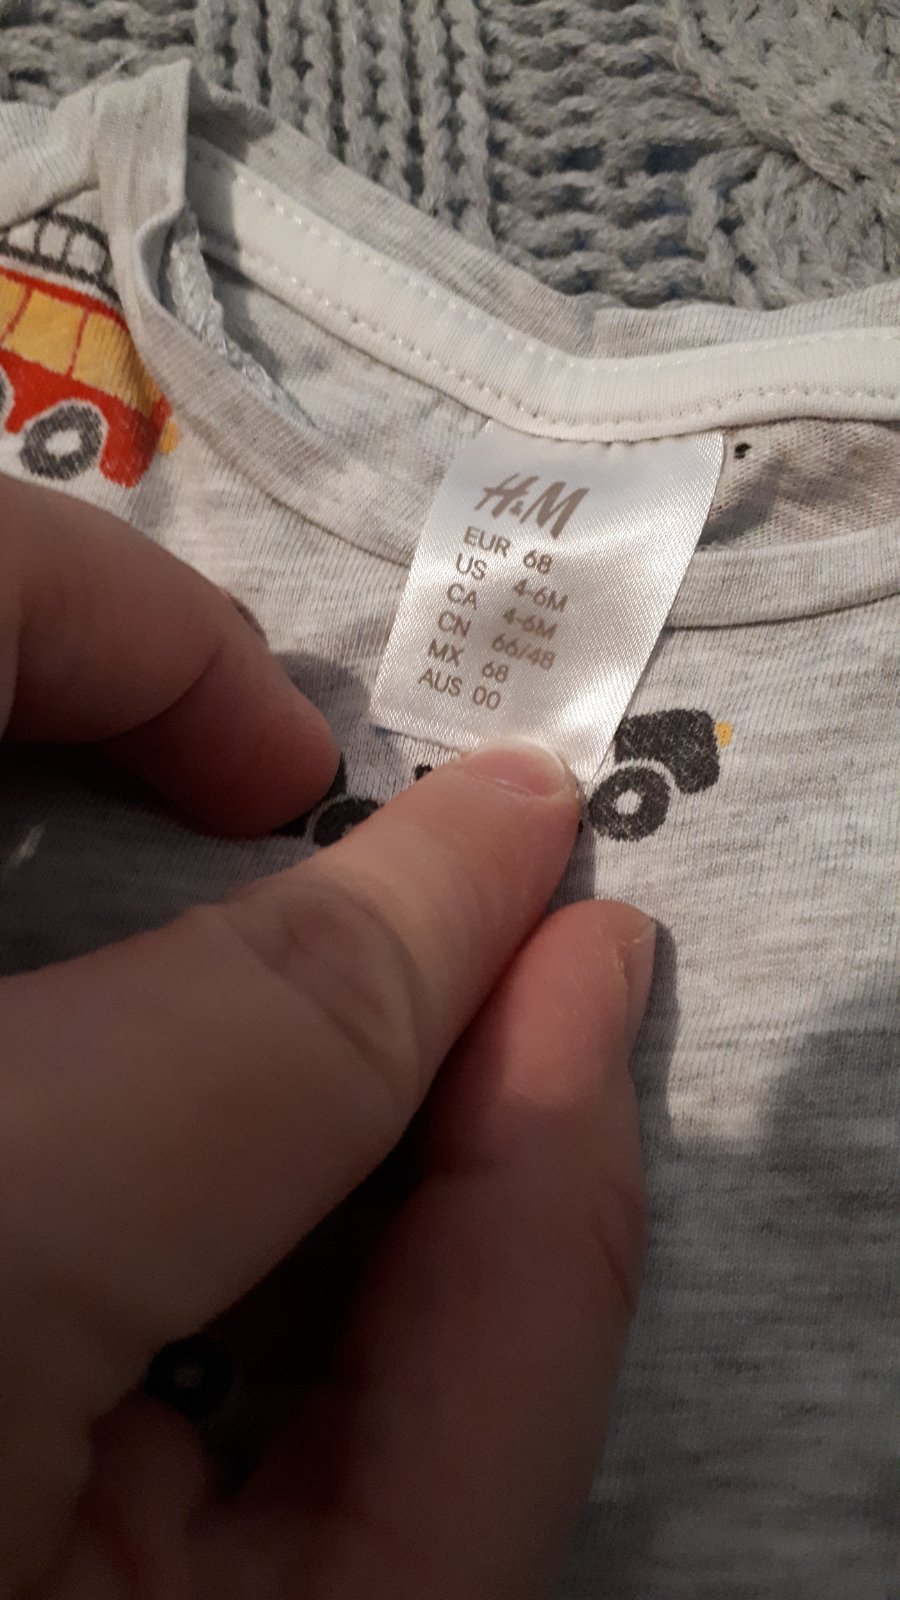 H&M
EUR 68
US 4-6M
CA 4-6M
CN 66/48
MX 68
AUS 00